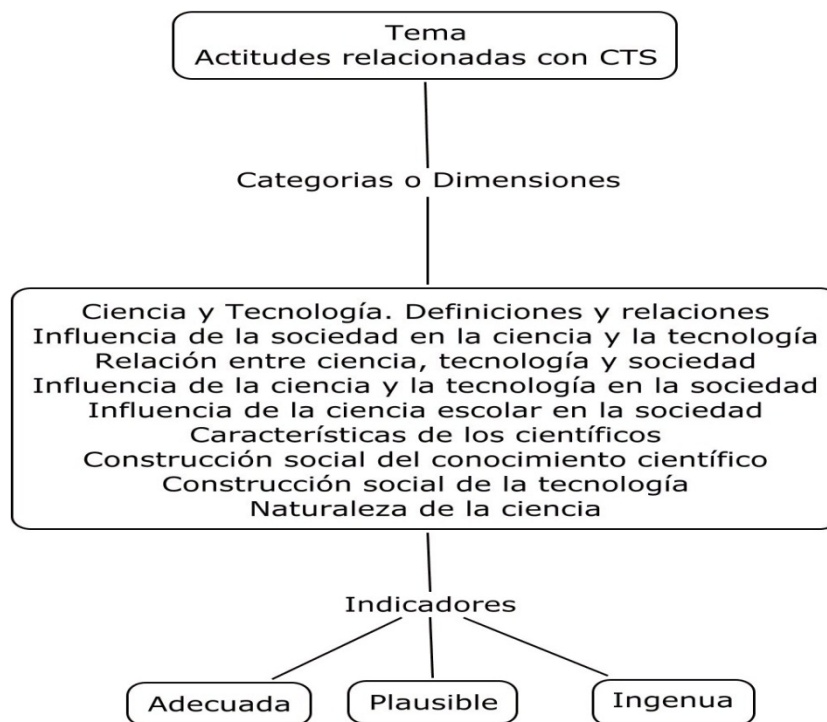 Tema
Actitudes relacionadas con CTS
Categorias o Dimensiones
Ciencia y Tecnología. Definiciones y relaciones
Influencia de la sociedad en la ciencia y la tecnología
Relación entre ciencia, tecnología y sociedad
Influencia de la ciencia y la tecnología en la sociedad
Influencia de la ciencia escolar en la sociedad
Características de los científicos
Construcción social del conocimiento científico
Construcción social de la tecnología
Naturaleza de la ciencia
Indicadores
Adecuada
Plausible
Ingenua